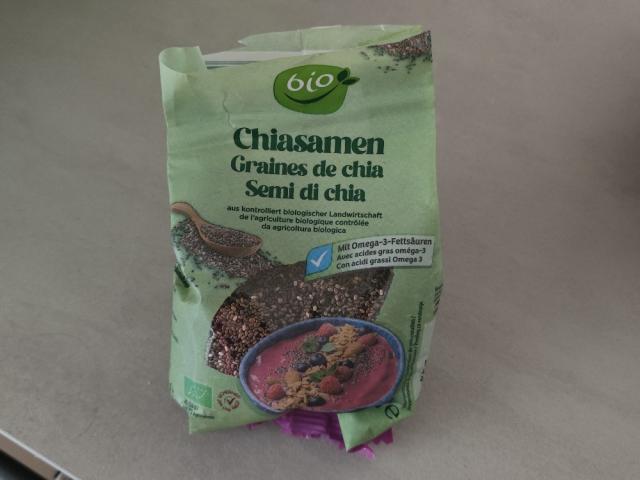 bio
Chiasamen
Graines de chia
Semi di chia
aus kontrolliert biologischer Landwirtschaft
de l'agriculture biologique contrôlée
da agricoltura biologica
Mit Omega-3-Fettsäuren
Avec acides gras oméga-3
Con acidi grassi Omega 3